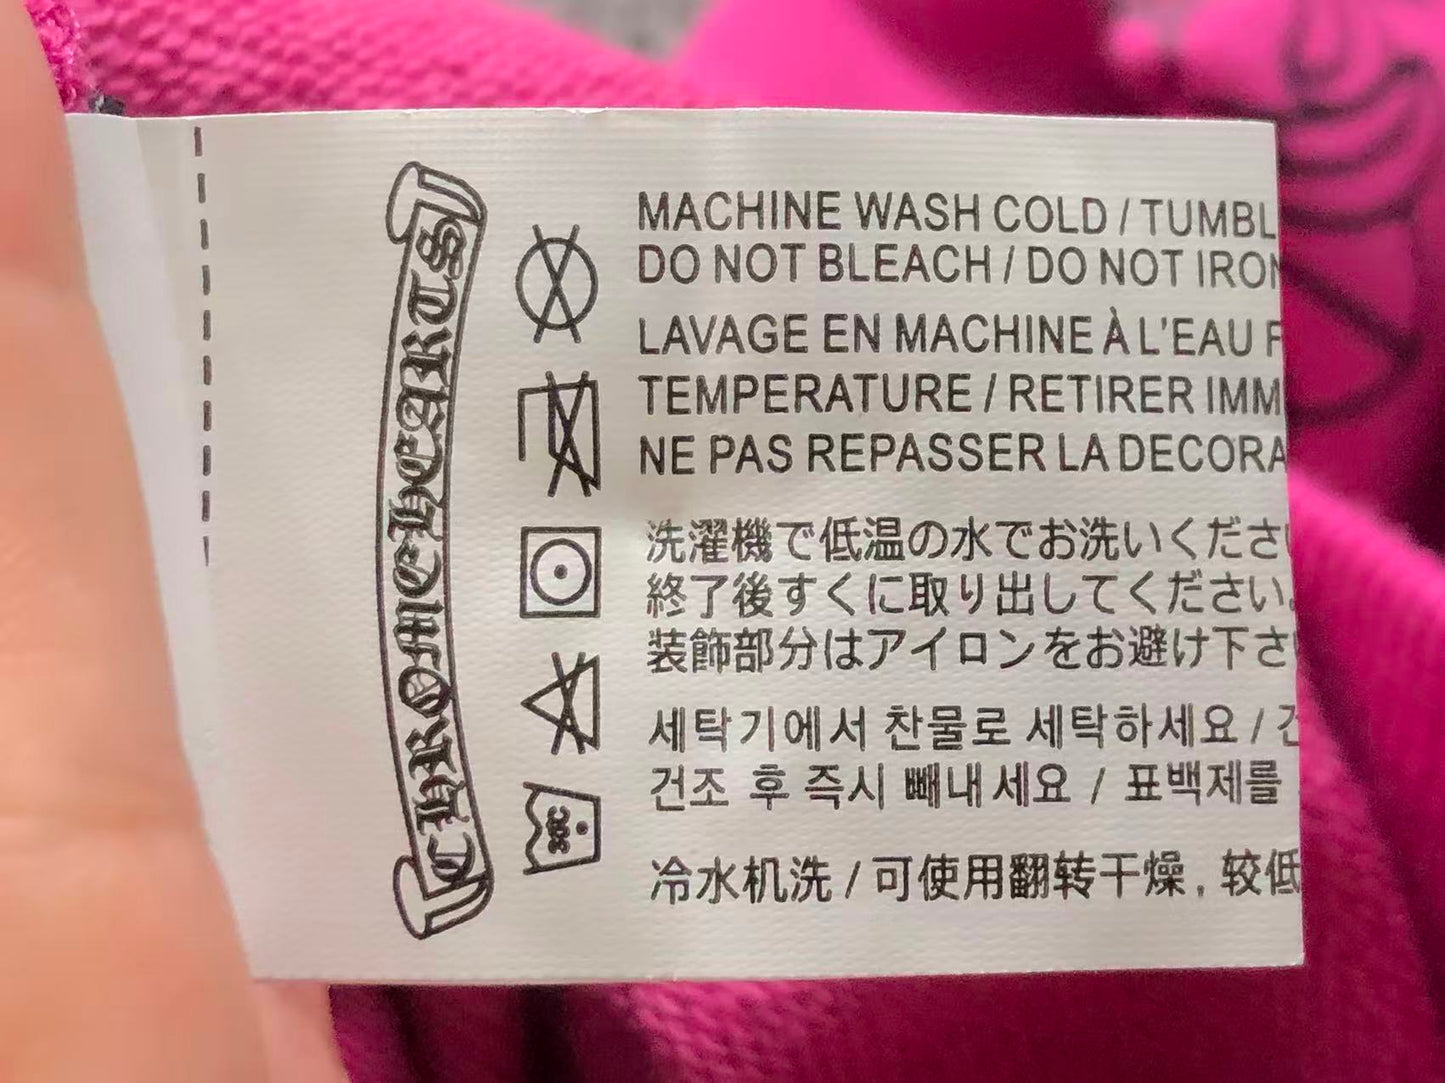 CHROME HEARTS
MACHINE WASH COLD / TUMBL
DO NOT BLEACH / DO NOT IRON
LAVAGE EN MACHINE À L'EAU F
TEMPERATURE / RETIRER IMM
NE PAS REPASSER LA DECORA
洗濯機で低温の水でお洗いくださ
終了後すぐに取り出してください。
装飾部分はアイロンをお避け下さ
세탁기에서 찬물로 세탁하세요 / 건
건조 후 즉시 빼내세요 / 표백제를
冷水机洗 / 可使用翻转干燥, 较低
30C